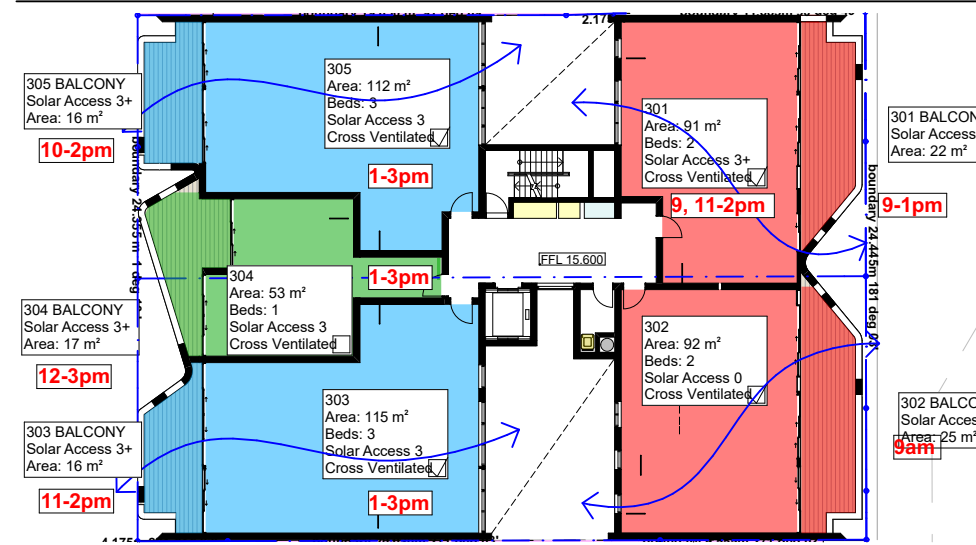 2.17
305 BALCONY
Solar Access 3+
Area: 16 m²
10-2pm
305
Area: 112 m²
Beds: 3
Solar Access 3
Cross Ventilated
1-3pm
301
Area: 91 m²
Beds: 2
Solar Access 3+
Cross Ventilated
9, 11-2pm
301 BALCON
Solar Access
Area: 22 m²
9-1pm
boundary 24.355m 1 deg
boundary 24.445m 181 deg 03'
FFL 15.600
304 BALCONY
Solar Access 3+
Area: 17 m²
12-3pm
304
Area: 53 m²
Beds: 1
Solar Access 3
Cross Ventilated
1-3pm
302
Area: 92 m²
Beds: 2
Solar Access 0
Cross Ventilated
302 BALCO
Solar Acces
Area: 25 m²
9am
303 BALCONY
Solar Access 3+
Area: 16 m²
11-2pm
303
Area: 115 m²
Beds: 3
Solar Access 3
Cross Ventilated
1-3pm